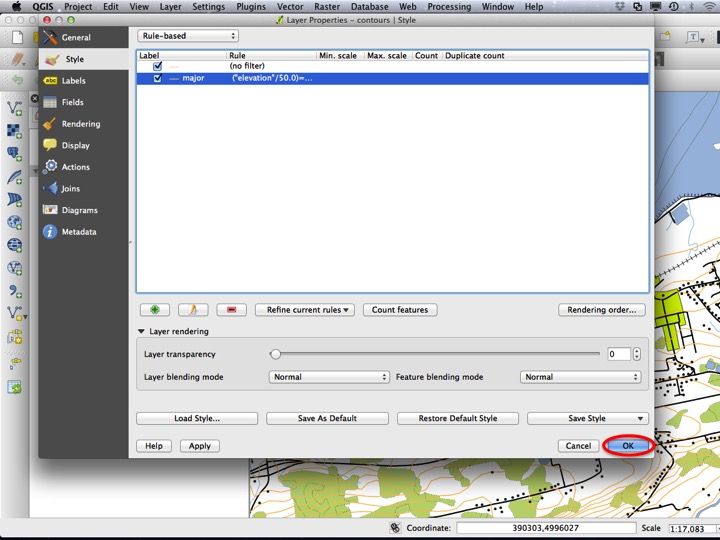 QGIS Project Edit View Layer Settings Plugins Vector Raster Database Web Processing Window Help
Layer Properties - contours | Style
General
Style
Labels
Fields
Rendering
Display
Actions
Joins
Diagrams
Metadata
Rule-based
Label Rule Min. scale Max. scale Count Duplicate count
(no filter)
major ("elevation"/50.0)=...
Refine current rules Count features Rendering order...
Layer rendering
Layer transparency 0
Layer blending mode Normal Feature blending mode Normal
Load Style... Save As Default Restore Default Style Save Style
Help Apply Cancel OK
Coordinate: 390303,4996027 Scale 1:17,083